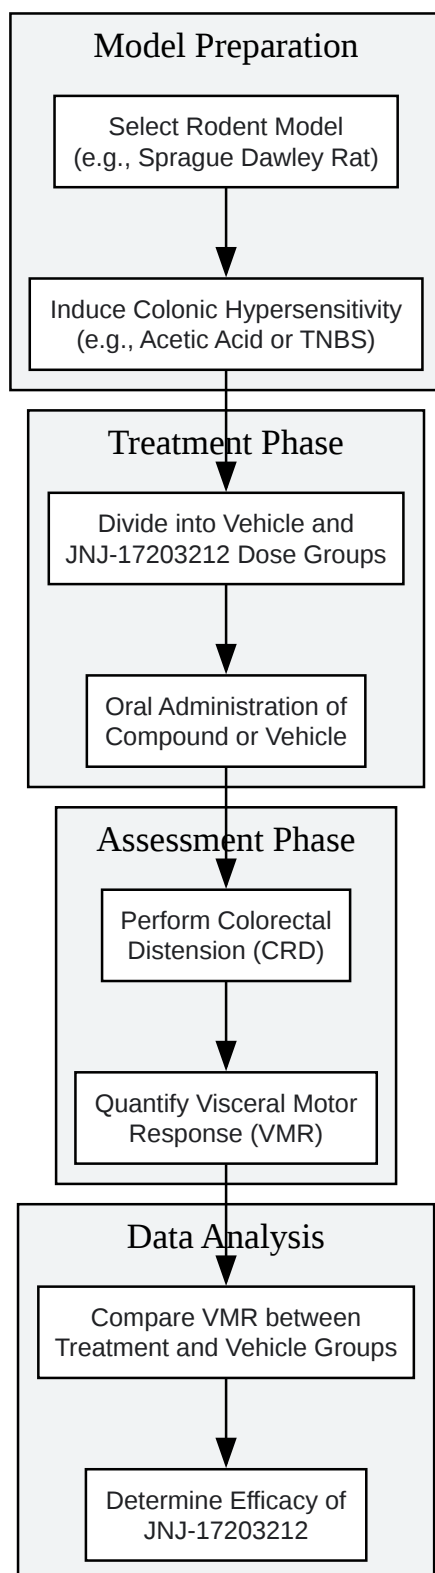 Model Preparation
Select Rodent Model
(e.g., Sprague Dawley Rat)
Induce Colonic Hypersensitivity
(e.g., Acetic Acid or TNBS)
Treatment Phase
Divide into Vehicle and
JNJ-17203212 Dose Groups
Oral Administration of
Compound or Vehicle
Assessment Phase
Perform Colorectal
Distension (CRD)
Quantify Visceral Motor
Response (VMR)
Data Analysis
Compare VMR between
Treatment and Vehicle Groups
Determine Efficacy of
JNJ-17203212